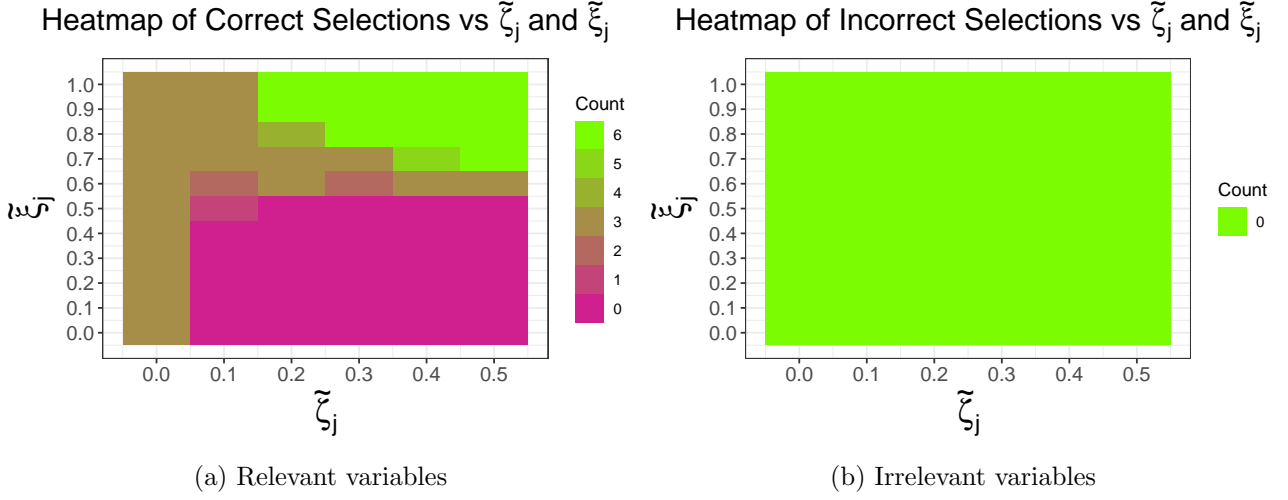 Heatmap of Correct Selections vs ζ̃j and ξ̃j
ξ̃j
1.0
0.9
0.8
0.7
0.6
0.5
0.4
0.3
0.2
0.1
0.0
0.0 0.1 0.2 0.3 0.4 0.5
ζ̃j
Count
6
5
4
3
2
1
0
(a) Relevant variables
Heatmap of Incorrect Selections vs ζ̃j and ξ̃j
ξ̃j
1.0
0.9
0.8
0.7
0.6
0.5
0.4
0.3
0.2
0.1
0.0
0.0 0.1 0.2 0.3 0.4 0.5
ζ̃j
Count
0
(b) Irrelevant variables